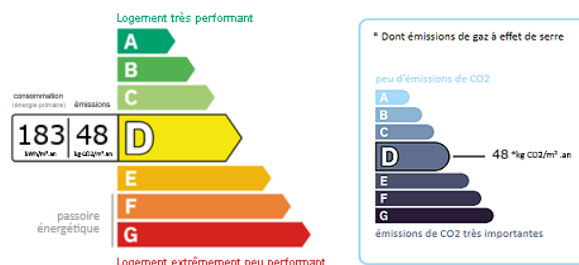 Logement très performant
A
B
C
consommation
(énergie primaire)
émissions
183
kWh/m².an
48
kg CO2/m².an
D
E
F
G
passoire
énergétique
Logement extrêmement peu performant
* Dont émissions de gaz à effet de serre
peu d'émissions de CO2
A
B
C
D
48 *kg CO2/m².an
E
F
G
émissions de CO2 très importantes